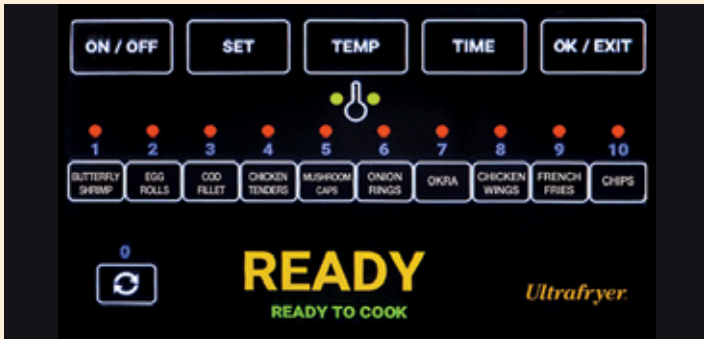 ON / OFF SET TEMP TIME OK / EXIT
1 2 3 4 5 6 7 8 9 10
BUTTERFLY SHRIMP
EGG ROLLS
COD FILLET
CHICKEN TENDERS
MUSHROOM CAPS
ONION RINGS
OKRA
CHICKEN WINGS
FRENCH FRIES
CHIPS
0
READY
READY TO COOK
Ultrafryer